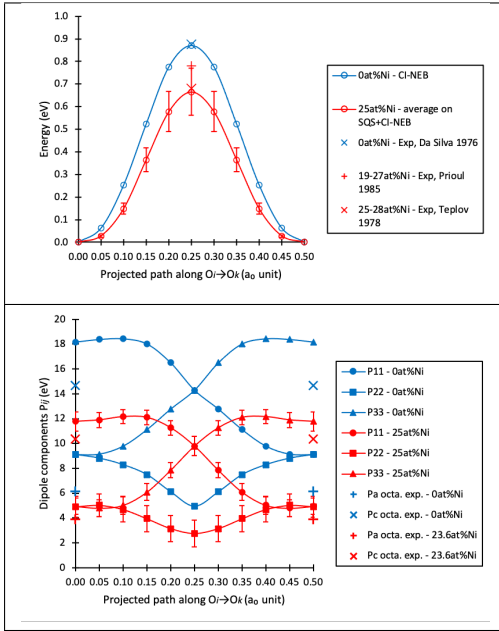 1.0
0.9
0.8
0.7
0.6
0.5
0.4
0.3
0.2
0.1
0.0
Energy (eV)
0.00 0.05 0.10 0.15 0.20 0.25 0.30 0.35 0.40 0.45 0.50
Projected path along Oi→Ok (a₀ unit)
0at%Ni - CI-NEB
25at%Ni - average on
SQS+CI-NEB
0at%Ni - Exp, Da Silva 1976
19-27at%Ni - Exp, Prioul
1985
25-28at%Ni - Exp, Teplov
1978
20
18
16
14
12
10
8
6
4
2
0
Dipole components Pij (eV)
0.00 0.05 0.10 0.15 0.20 0.25 0.30 0.35 0.40 0.45 0.50
Projected path along Oi→Ok (a₀ unit)
P11 - 0at%Ni
P22 - 0at%Ni
P33 - 0at%Ni
P11 - 25at%Ni
P22 - 25at%Ni
P33 - 25at%Ni
Pa octa. exp. - 0at%Ni
Pc octa. exp. - 0at%Ni
Pa octa. exp. - 23.6at%Ni
Pc octa. exp. - 23.6at%Ni